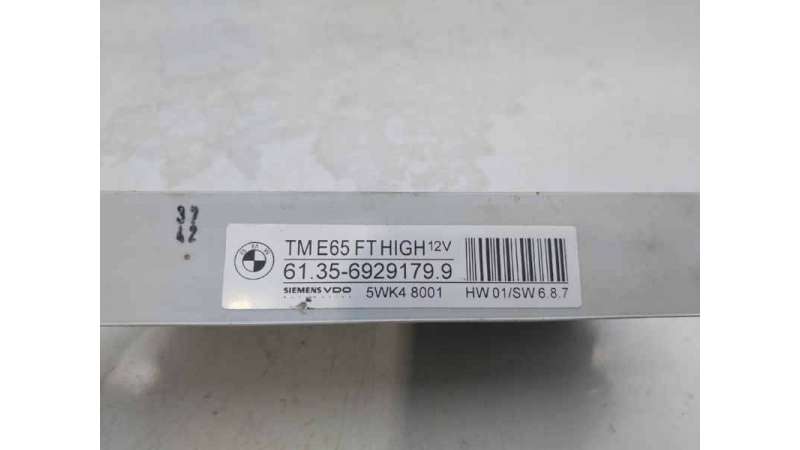 37
42
BMW
TM E65 FT HIGH 12V
61.35-6929179.9
SIEMENS VDO
5WK4 8001
HW 01/SW 6.8.7